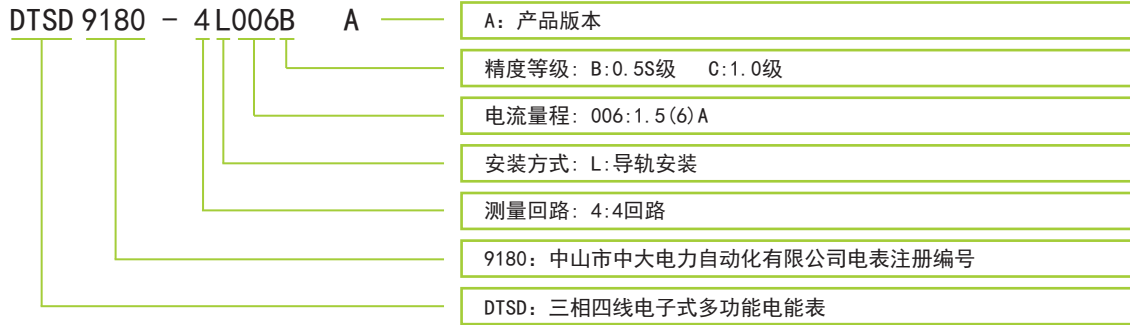 DTSD 9180 - 4L006B A
A: 产品版本
精度等级: B:0.5S级 C:1.0级
电流量程: 006:1.5(6)A
安装方式: L:导轨安装
测量回路: 4:4回路
9180: 中山市中大电力自动化有限公司电表注册编号
DTSD: 三相四线电子式多功能电能表